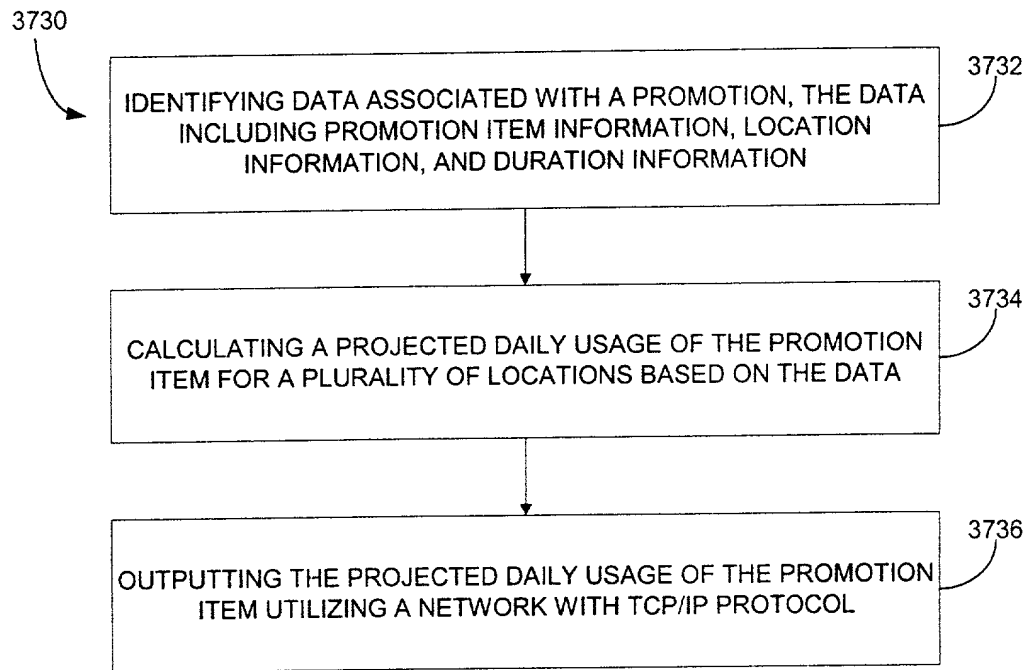 3730
3732
IDENTIFYING DATA ASSOCIATED WITH A PROMOTION, THE DATA
INCLUDING PROMOTION ITEM INFORMATION, LOCATION
INFORMATION, AND DURATION INFORMATION
3734
CALCULATING A PROJECTED DAILY USAGE OF THE PROMOTION
ITEM FOR A PLURALITY OF LOCATIONS BASED ON THE DATA
3736
OUTPUTTING THE PROJECTED DAILY USAGE OF THE PROMOTION
ITEM UTILIZING A NETWORK WITH TCP/IP PROTOCOL